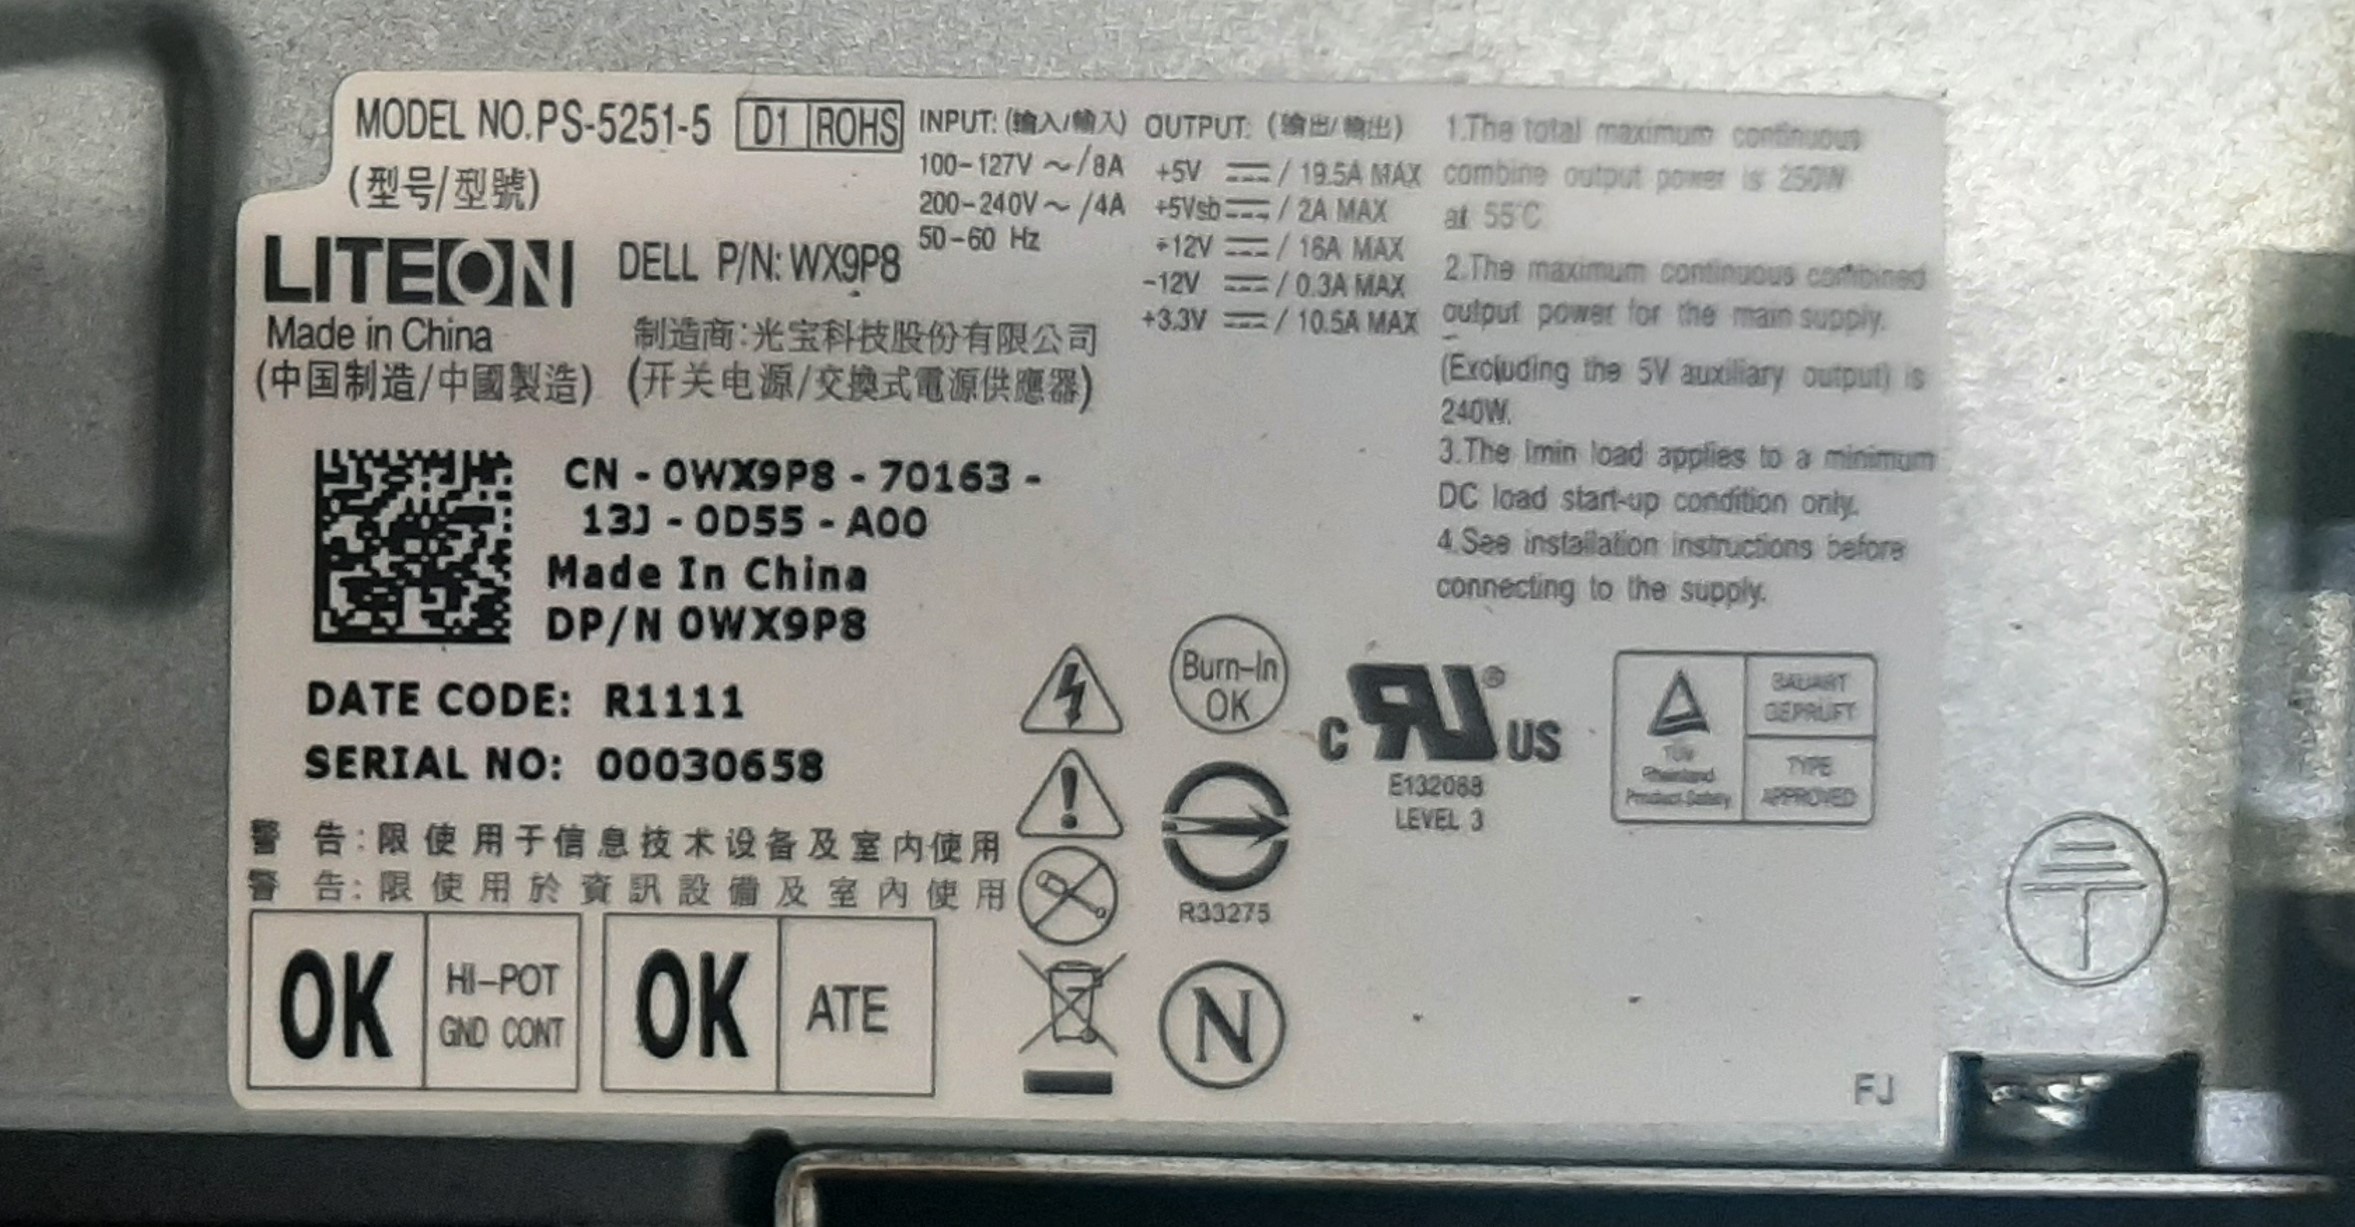 MODEL NO.PS-5251-5 D1 ROHS
(型号/型號)
LITEON DELL P/N: WX9P8
Made in China 制造商:光宝科技股份有限公司
(中国制造/中國製造) (开关电源/交換式電源供應器)
INPUT: (输入/輸入)
100-127V ~ /8A
200-240V ~ /4A
50-60 Hz
OUTPUT: (输出/輸出)
+5V / 19.5A MAX
+5Vsb / 2A MAX
+12V / 16A MAX
-12V / 0.3A MAX
+3.3V / 10.5A MAX
1.The total maximum continuous
combine output power is 250W
at 55°C.
2.The maximum continuous combined
output power for the main supply.
(Excluding the 5V auxiliary output) is
240W.
3.The Imin load applies to a minimum
DC load start-up condition only.
4.See installation instructions before
connecting to the supply.
CN - 0WX9P8 - 70163 -
13J - 0D55 - A00
Made In China
DP/N 0WX9P8
DATE CODE: R1111
SERIAL NO: 00030658
警 告:限使用于信息技术设备及室内使用
警 告:限使用於資訊設備及室內使用
OK HI-POT
GND CONT
OK ATE
Burn-In
OK
R33275
N
C RU ® US
E132068
LEVEL 3
TÜV
Rheinland
Product Safety
BAUART
GEPRÜFT
TYPE
APPROVED
FJ